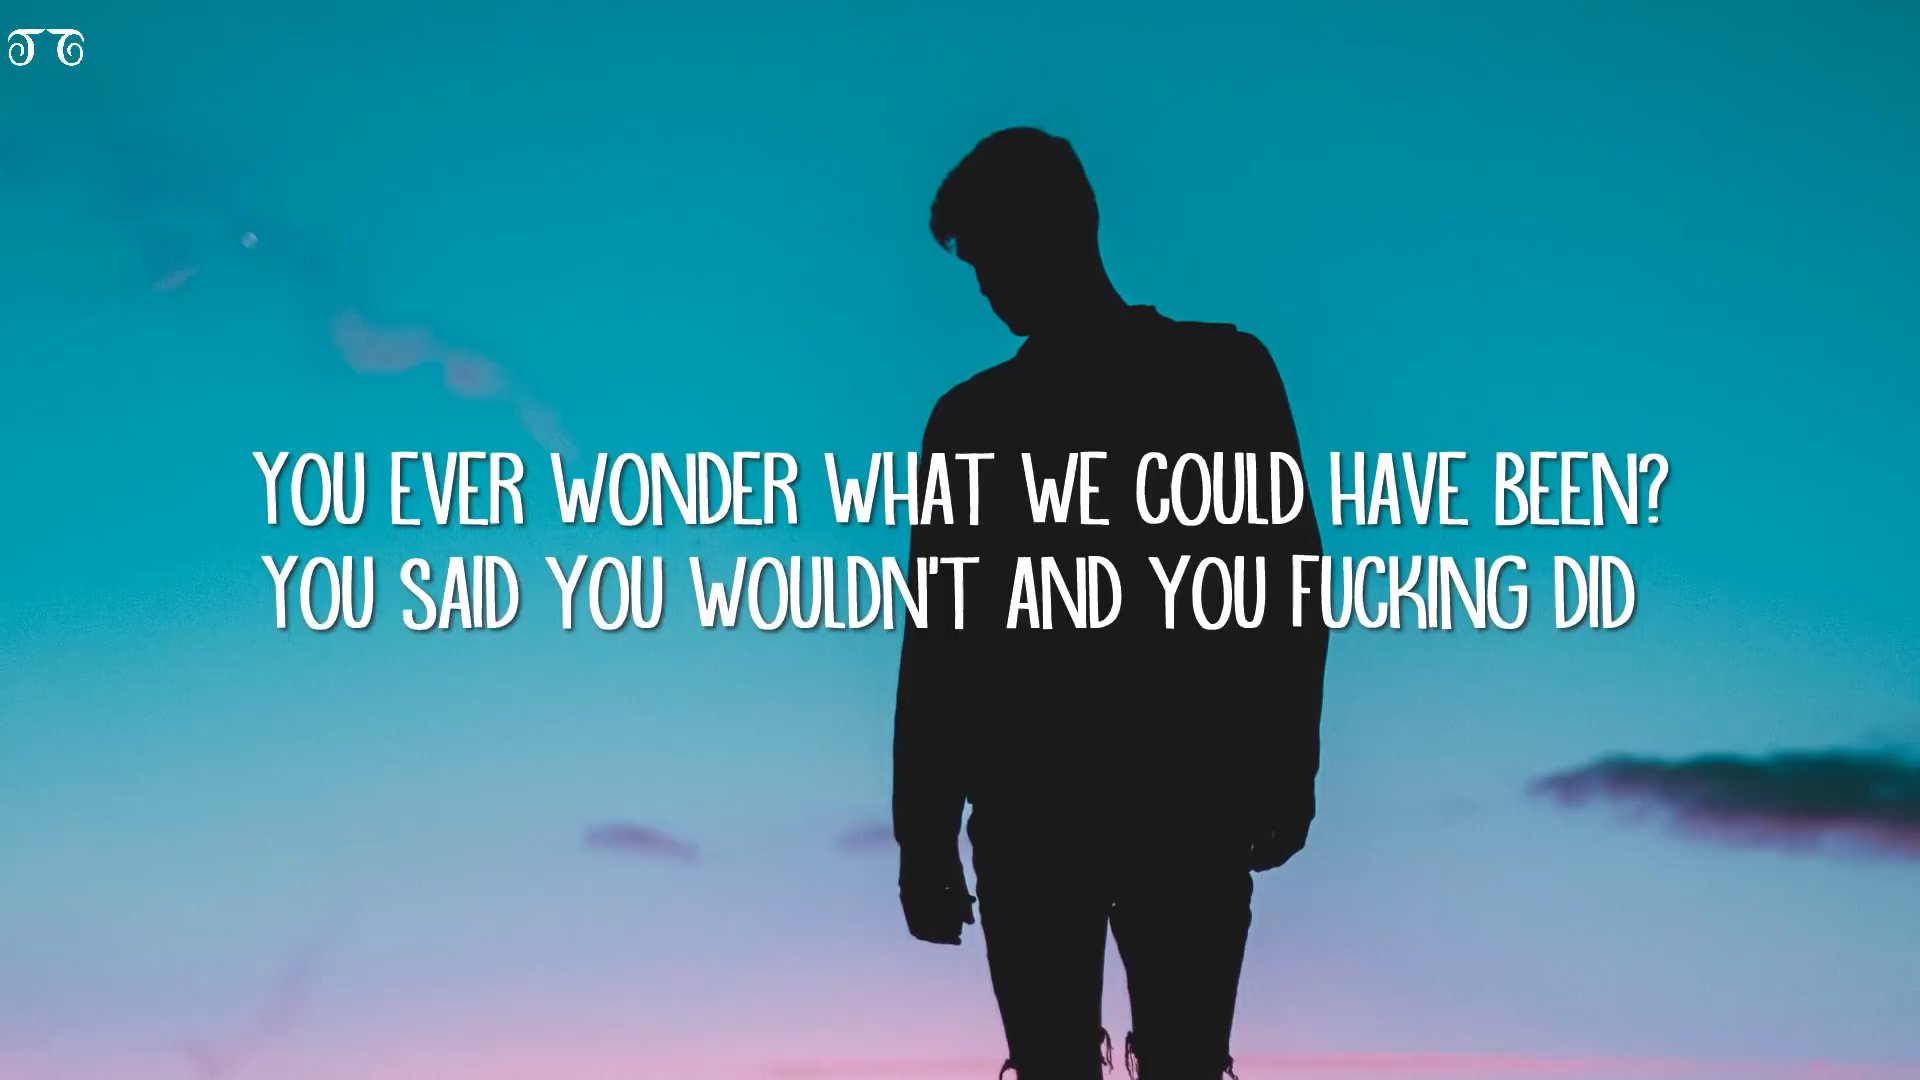 YOU EVER WONDER WHAT WE COULD HAVE BEEN?
YOU SAID YOU WOULDN'T AND YOU FUCKING DID